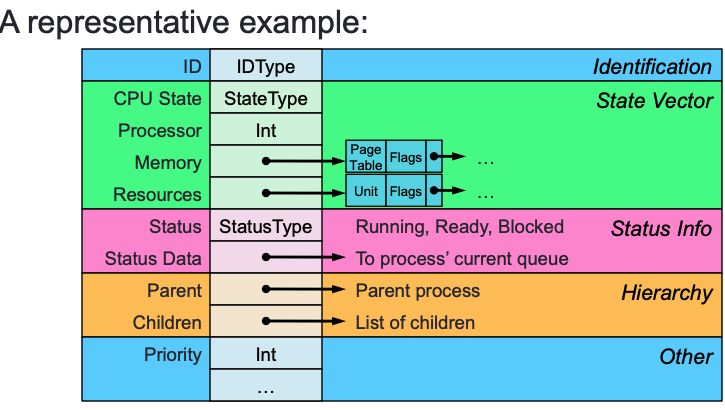 A representative example:
ID IDType Identification
CPU State StateType State Vector
Processor Int
Memory Page Table Flags ...
Resources Unit Flags ...
Status StatusType Running, Ready, Blocked Status Info
Status Data To process’ current queue
Parent Parent process Hierarchy
Children List of children
Priority Int Other
...